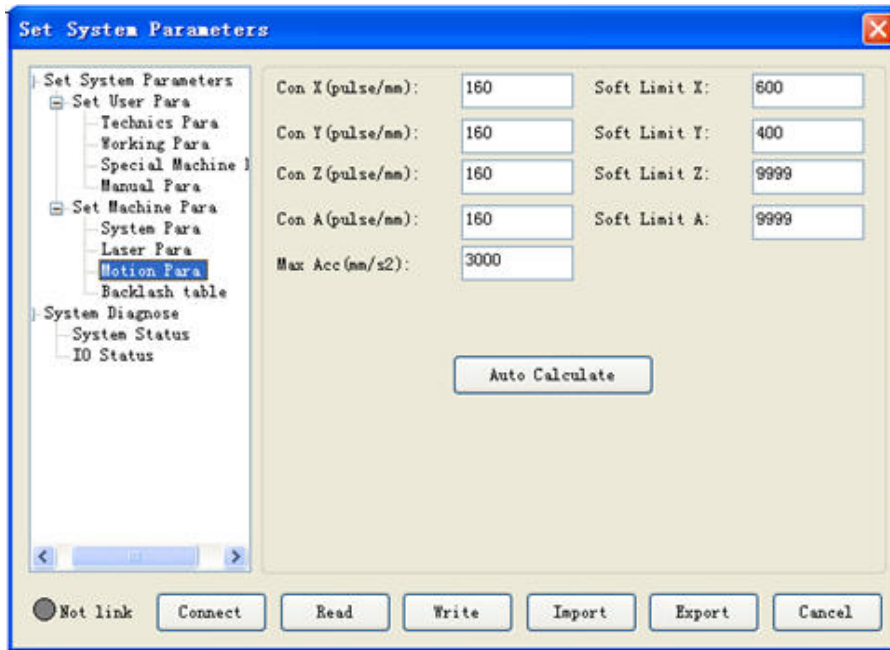 Set System Parameters
Set System Parameters
Set User Para
Technics Para
Working Para
Special Machine
Manual Para
Set Machine Para
System Para
Laser Para
Motion Para
Backlash table
System Diagnose
System Status
IO Status
Con X(pulse/mm): 160 Soft Limit X: 600
Con Y(pulse/mm): 160 Soft Limit Y: 400
Con Z(pulse/mm): 160 Soft Limit Z: 9999
Con A(pulse/mm): 160 Soft Limit A: 9999
Max Acc(mm/s2): 3000
Auto Calculate
Not link Connect Read Write Import Export Cancel